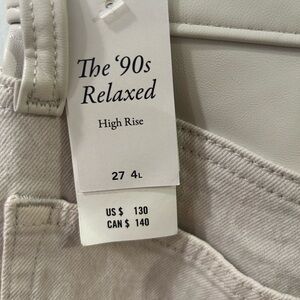 The '90s
Relaxed
High Rise
27 4L
US $ 130
CAN $ 140